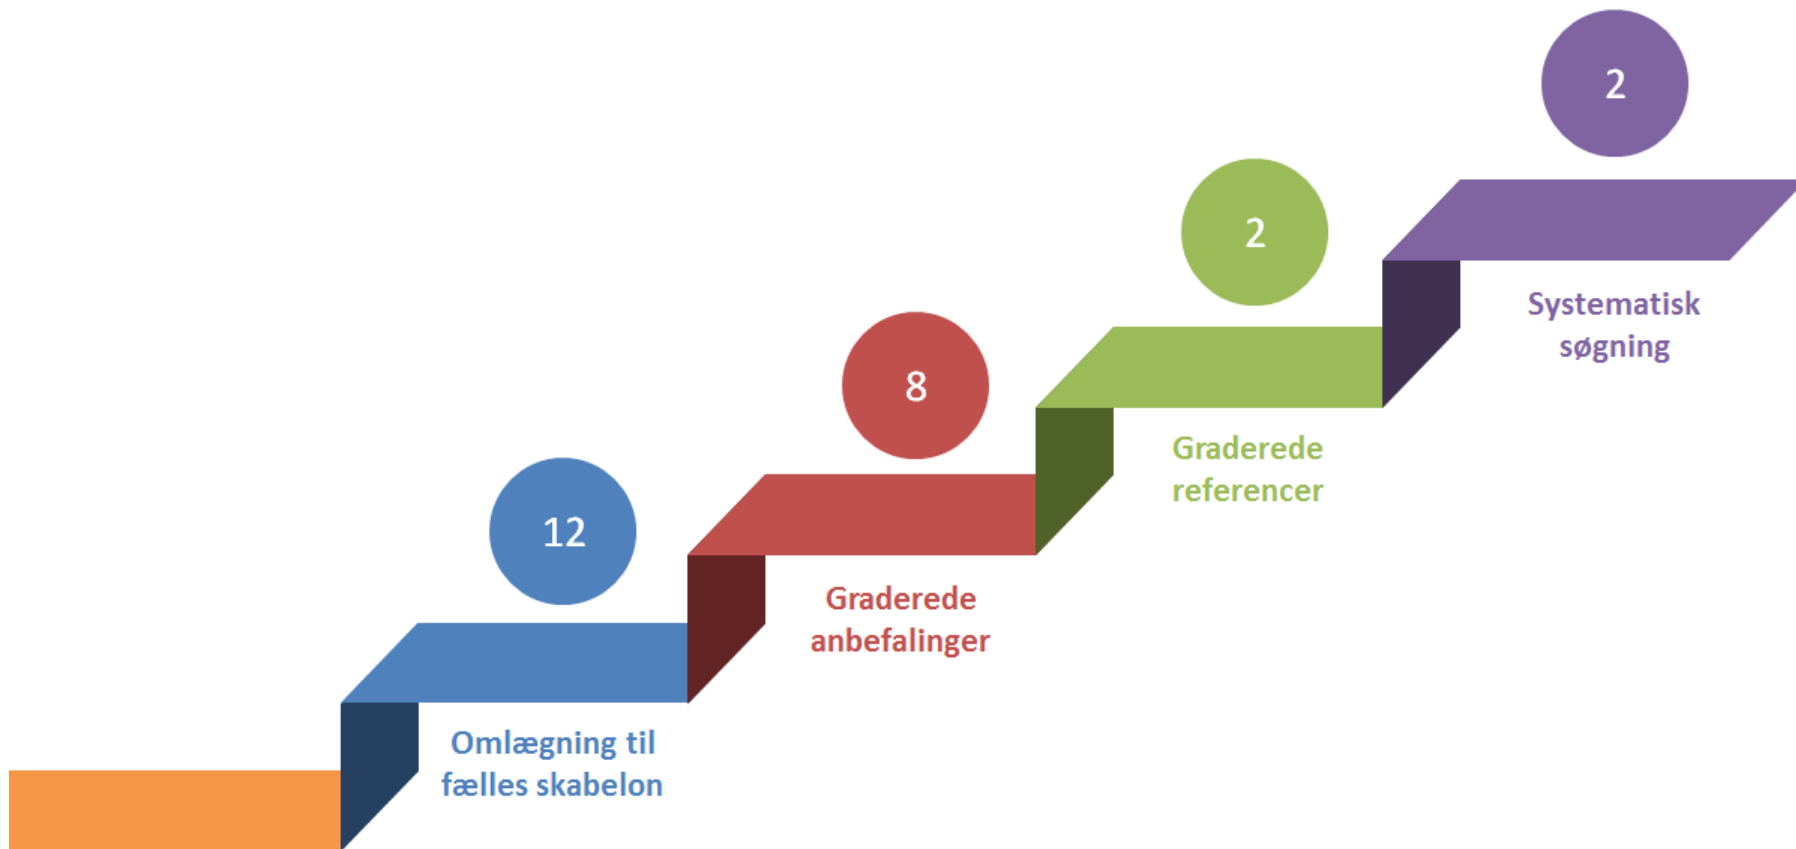 12
Omlægning til
fælles skabelon
8
Graderede
anbefalinger
2
Graderede
referencer
2
Systematisk
søgning